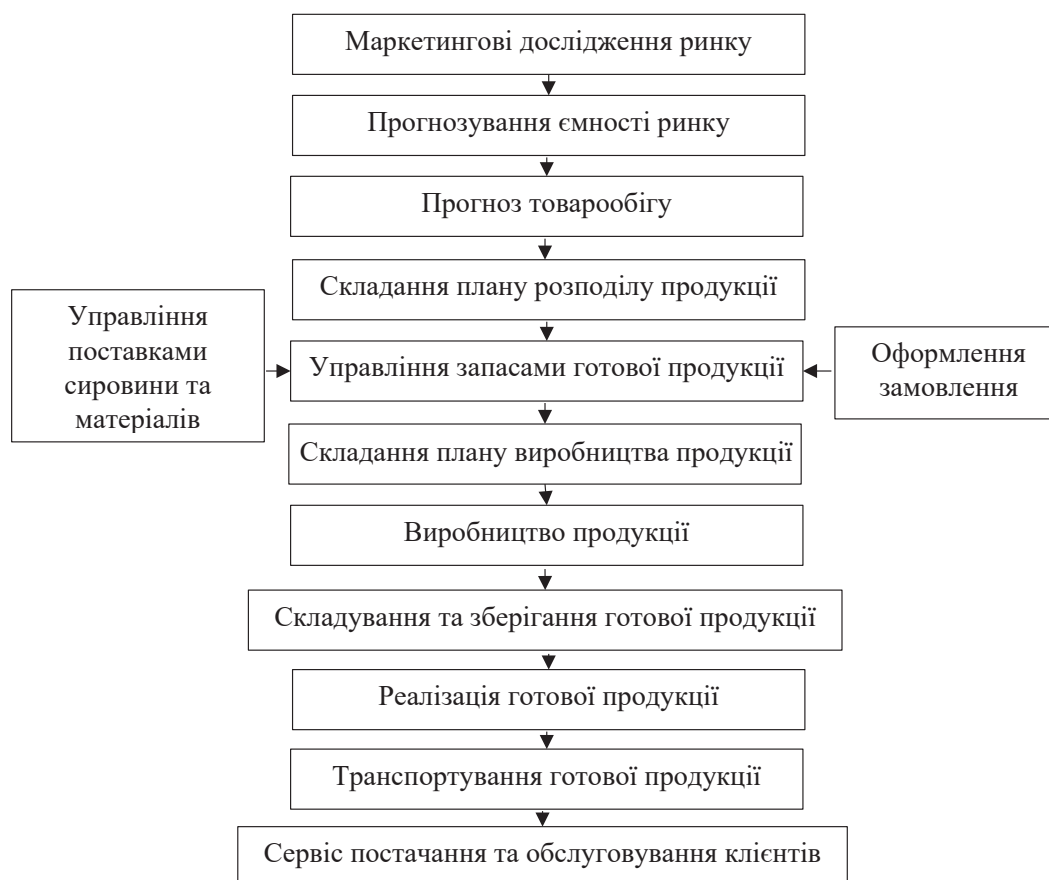 Маркетингові дослідження ринку
Прогнозування ємності ринку
Прогноз товарообігу
Складання плану розподілу продукції
Управління
поставками
сировини та
матеріалів
Управління запасами готової продукції
Оформлення
замовлення
Складання плану виробництва продукції
Виробництво продукції
Складування та зберігання готової продукції
Реалізація готової продукції
Транспортування готової продукції
Сервіс постачання та обслуговування клієнтів